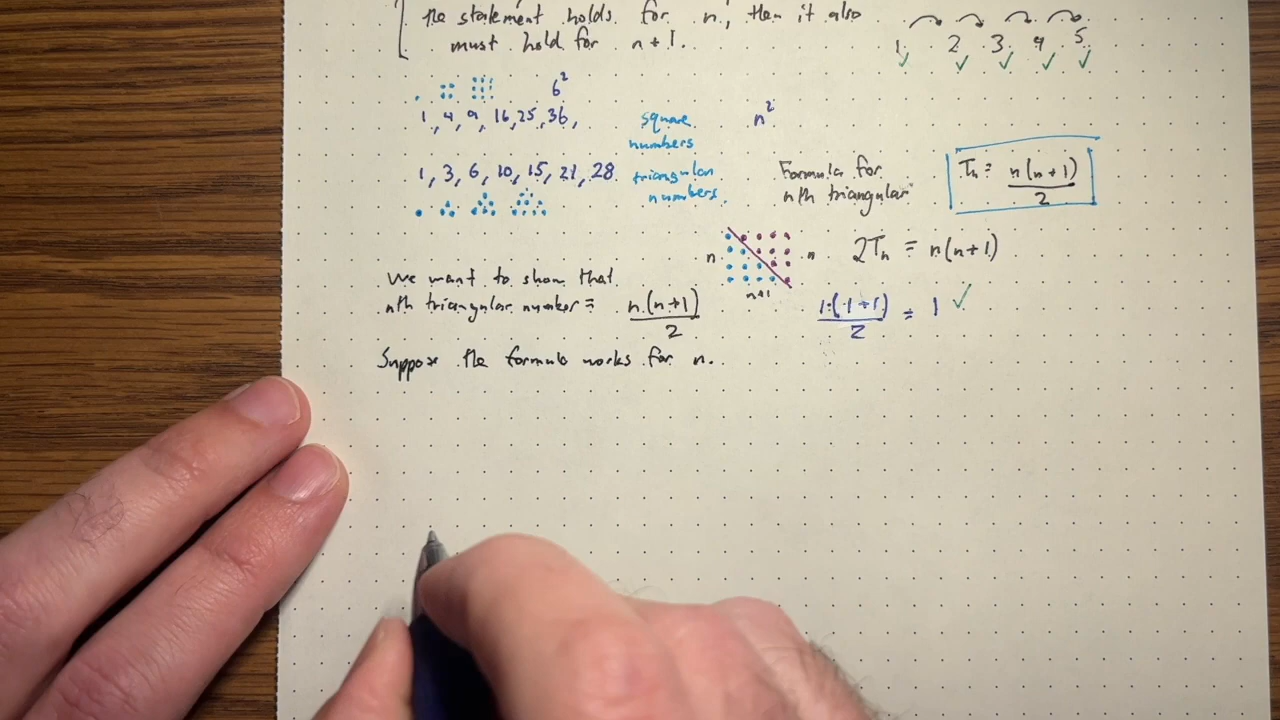 the statement holds for n, then it also
must hold for n + 1.
1 2 3 4 5
✓ ✓ ✓ ✓ ✓
6²
1, 4, 9, 16, 25, 36,
square numbers
n²
1, 3, 6, 10, 15, 21, 28
triangular numbers
Formula for
nth triangular
Tₙ = n(n+1)/2
n n
n+1
2Tₙ = n(n+1)
We want to show that
nth triangular number = n(n+1)/2
1·(1+1)/2 = 1 ✓
Suppose the formula works for n.